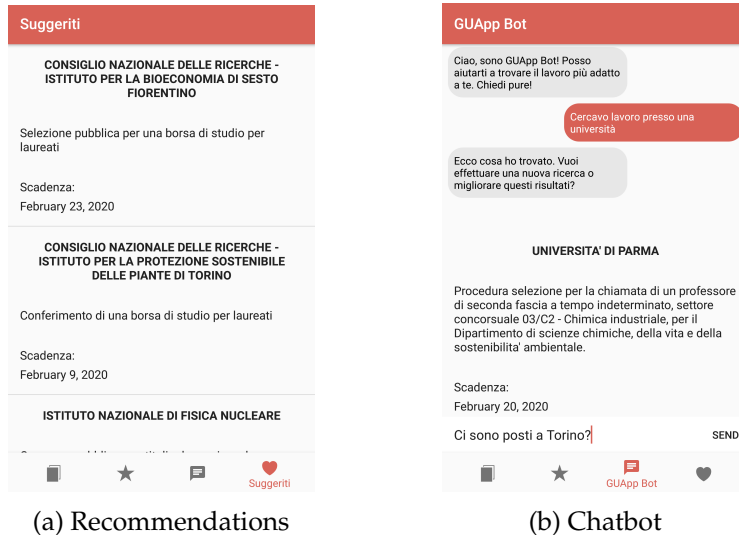 Suggeriti
CONSIGLIO NAZIONALE DELLE RICERCHE -
ISTITUTO PER LA BIOECONOMIA DI SESTO
FIORENTINO
Selezione pubblica per una borsa di studio per
laureati
Scadenza:
February 23, 2020
CONSIGLIO NAZIONALE DELLE RICERCHE -
ISTITUTO PER LA PROTEZIONE SOSTENIBILE
DELLE PIANTE DI TORINO
Conferimento di una borsa di studio per laureati
Scadenza:
February 9, 2020
ISTITUTO NAZIONALE DI FISICA NUCLEARE
Suggeriti
(a) Recommendations
GUApp Bot
Ciao, sono GUApp Bot! Posso
aiutarti a trovare il lavoro più adatto
a te. Chiedi pure!
Cercavo lavoro presso una
università
Ecco cosa ho trovato. Vuoi
effettuare una nuova ricerca o
migliorare questi risultati?
UNIVERSITA' DI PARMA
Procedura selezione per la chiamata di un professore
di seconda fascia a tempo indeterminato, settore
concorsuale 03/C2 - Chimica industriale, per il
Dipartimento di scienze chimiche, della vita e della
sostenibilita' ambientale.
Scadenza:
February 20, 2020
Ci sono posti a Torino?
SEND
GUApp Bot
(b) Chatbot